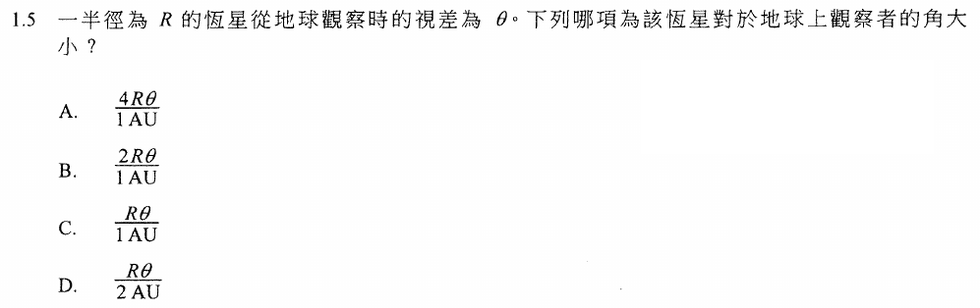 1.5 一半徑為 R 的恆星從地球觀察時的視差為 θ。下列哪項為該恆星對於地球上觀察者的角大
小？
A. 4Rθ / 1 AU
B. 2Rθ / 1 AU
C. Rθ / 1 AU
D. Rθ / 2 AU